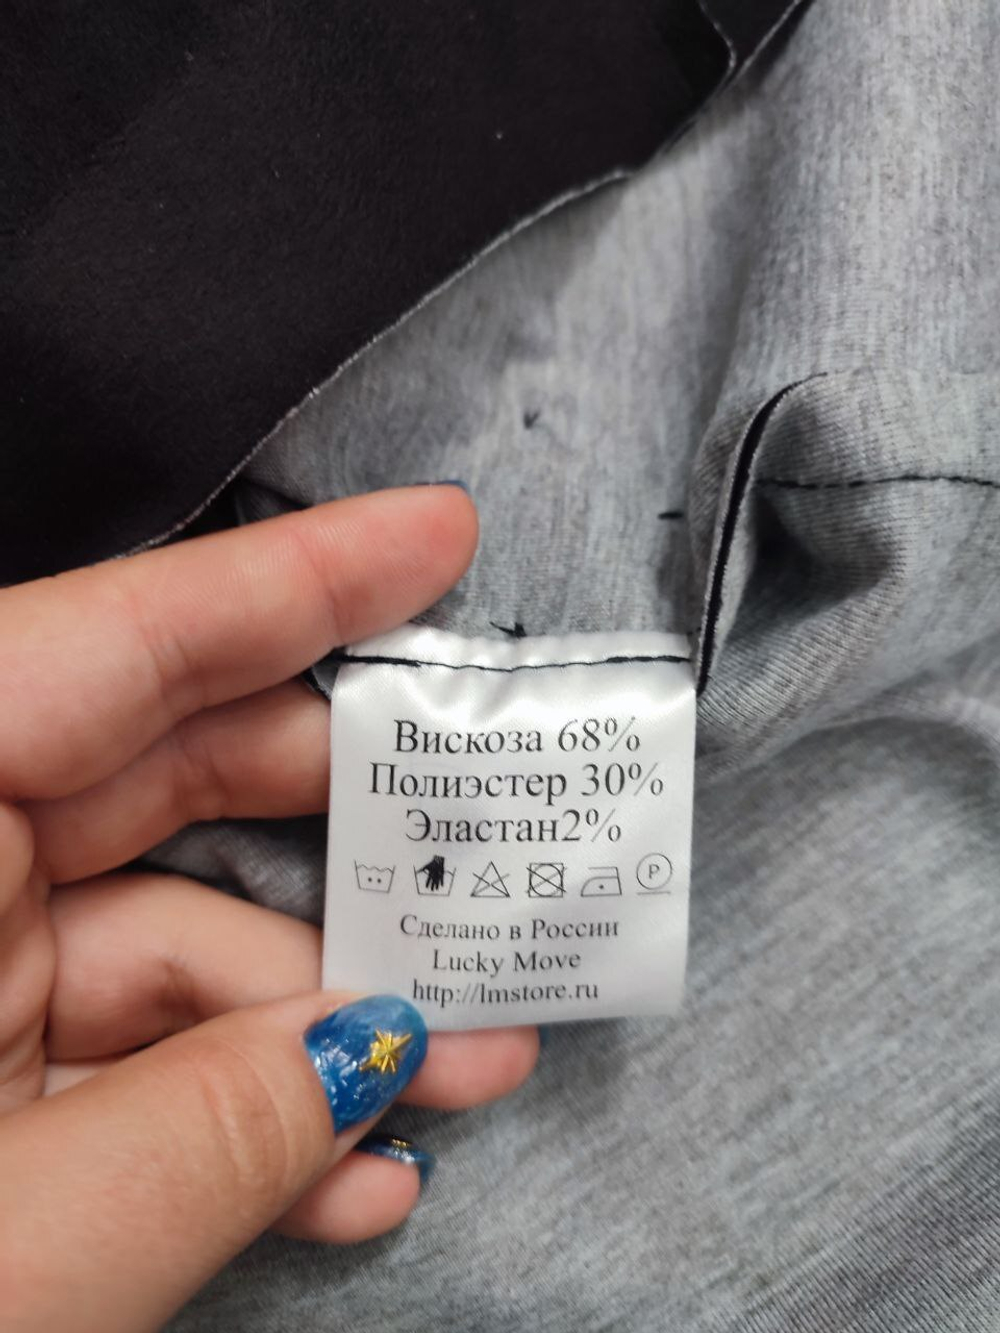 Вискоза 68%
Полиэстер 30%
Эластан2%
P
Сделано в России
Lucky Move
http://lmstore.ru